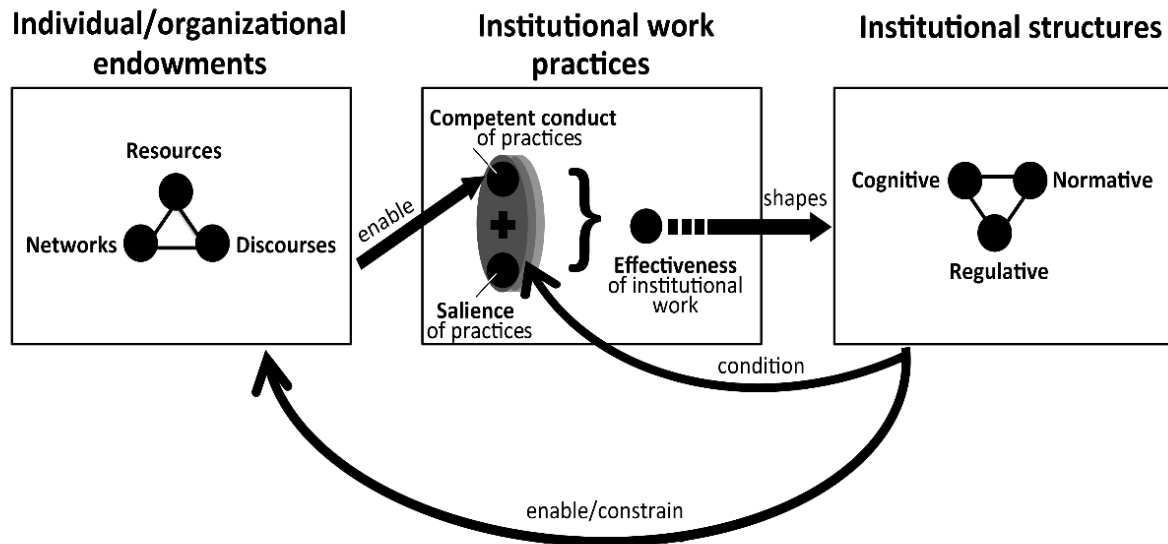 Individual/organizational
endowments
Institutional work
practices
Institutional structures
Resources
Networks
Discourses
enable
Competent conduct
of practices
+
Salience
of practices
}
Effectiveness
of institutional
work
shapes
Cognitive
Normative
Regulative
condition
enable/constrain